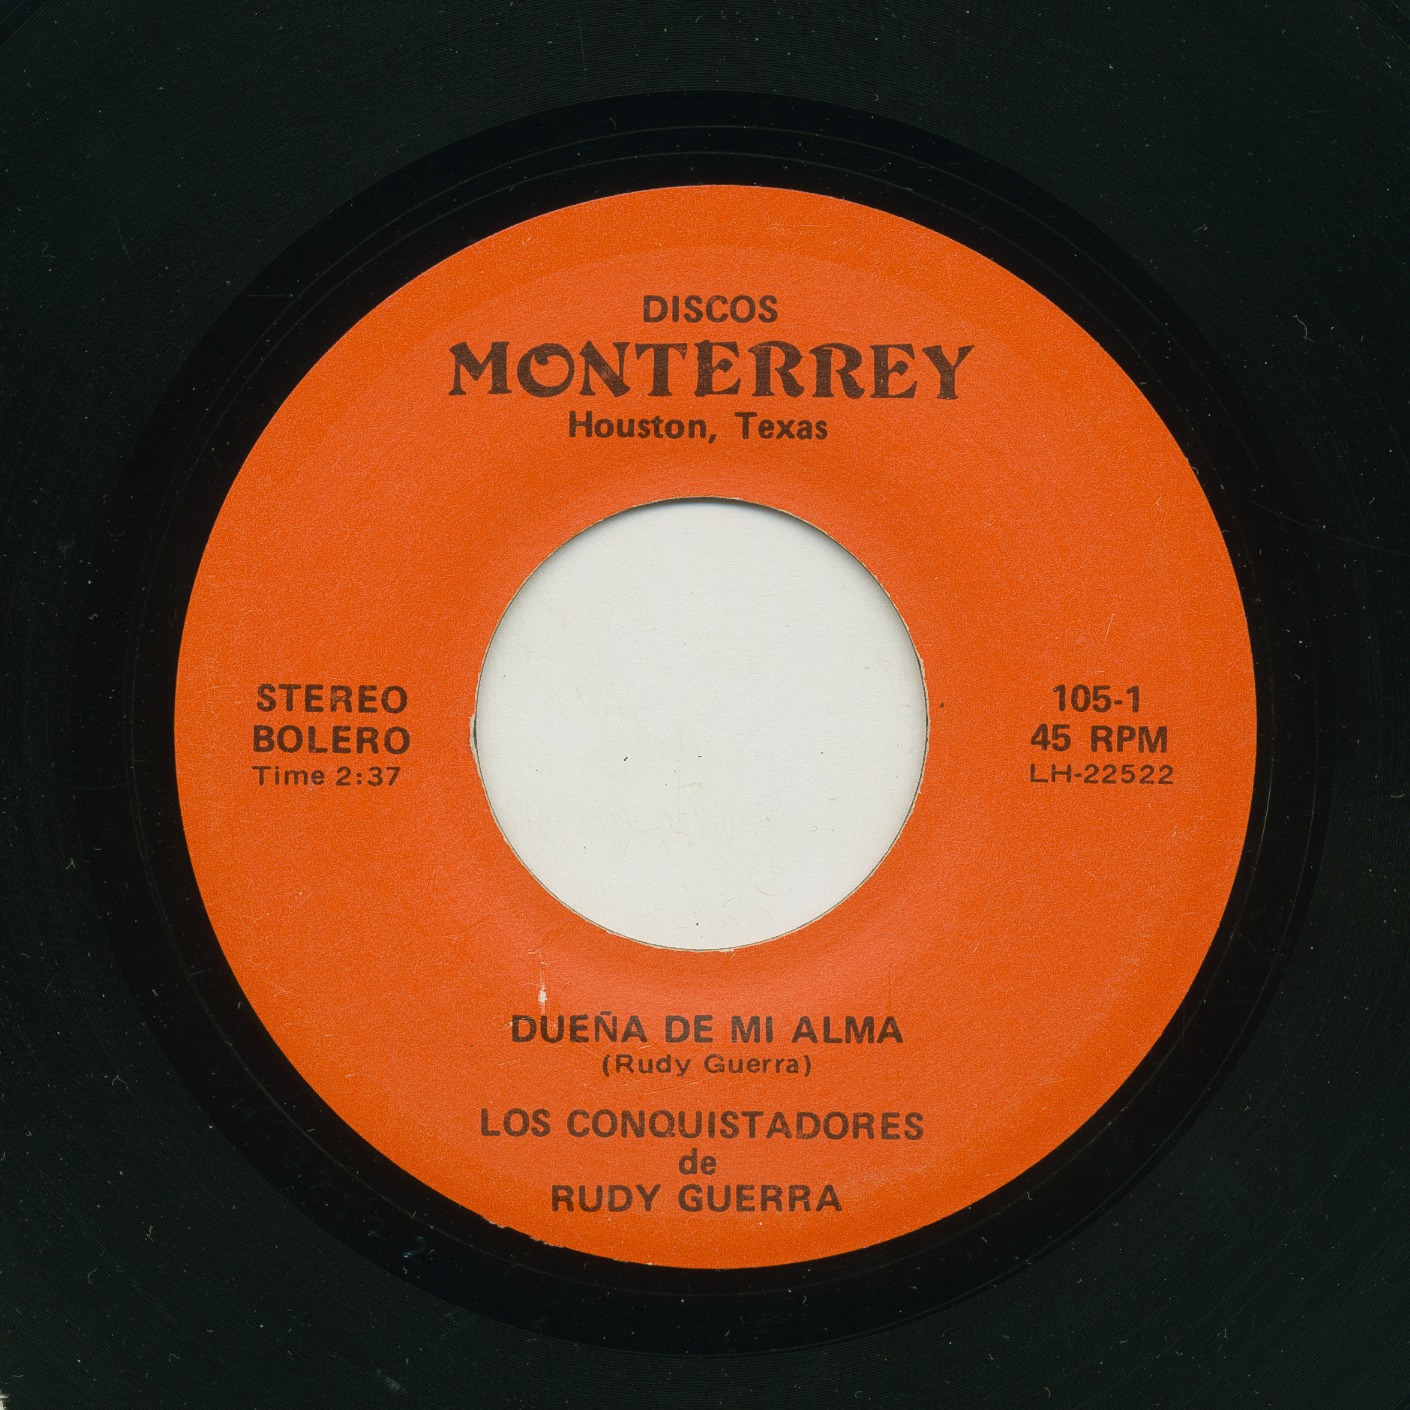 DISCOS
MONTERREY
Houston, Texas
STEREO
BOLERO
Time 2:37
105-1
45 RPM
LH-22522
DUEÑA DE MI ALMA
(Rudy Guerra)
LOS CONQUISTADORES
de
RUDY GUERRA